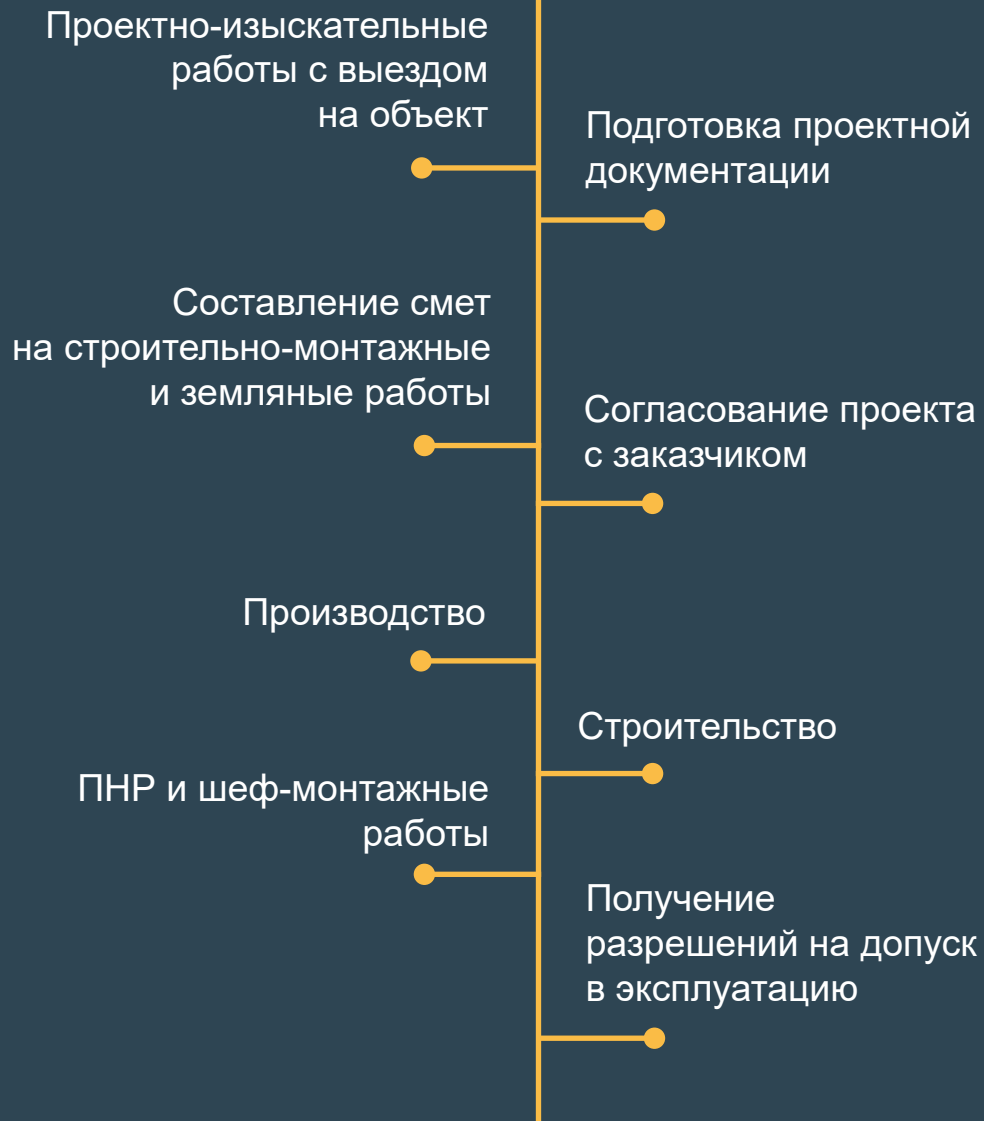 Проектно-изыскательные
работы с выездом
на объект
Подготовка проектной
документации
Составление смет
на строительно-монтажные
и земляные работы
Согласование проекта
с заказчиком
Производство
Строительство
ПНР и шеф-монтажные
работы
Получение
разрешений на допуск
в эксплуатацию